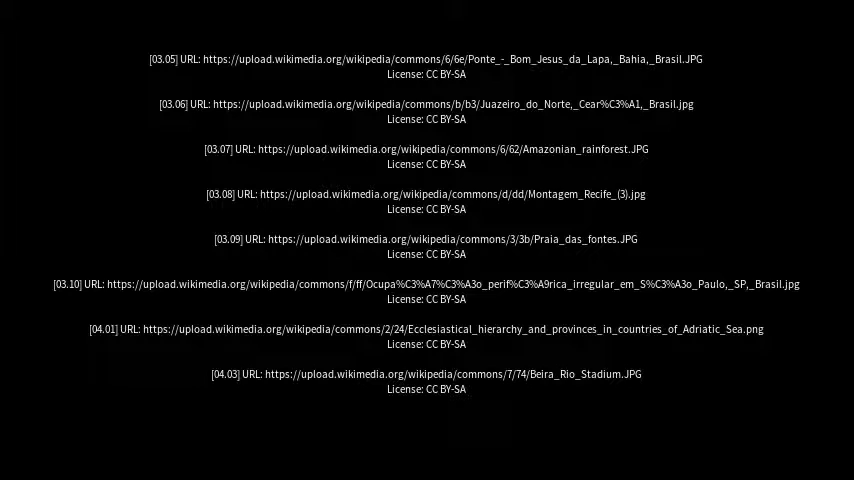 [03.05] URL: https://upload.wikimedia.org/wikipedia/commons/6/6e/Ponte_-_Bom_Jesus_da_Lapa,_Bahia,_Brasil.JPG
License: CC BY-SA
[03.06] URL: https://upload.wikimedia.org/wikipedia/commons/b/b3/Juazeiro_do_Norte,_Cear%C3%A1,_Brasil.jpg
License: CC BY-SA
[03.07] URL: https://upload.wikimedia.org/wikipedia/commons/6/62/Amazonian_rainforest.JPG
License: CC BY-SA
[03.08] URL: https://upload.wikimedia.org/wikipedia/commons/d/dd/Montagem_Recife_(3).jpg
License: CC BY-SA
[03.09] URL: https://upload.wikimedia.org/wikipedia/commons/3/3b/Praia_das_fontes.JPG
License: CC BY-SA
[03.10] URL: https://upload.wikimedia.org/wikipedia/commons/f/ff/Ocupa%C3%A7%C3%A3o_perif%C3%A9rica_irregular_em_S%C3%A3o_Paulo,_SP,_Brasil.jpg
License: CC BY-SA
[04.01] URL: https://upload.wikimedia.org/wikipedia/commons/2/24/Ecclesiastical_hierarchy_and_provinces_in_countries_of_Adriatic_Sea.png
License: CC BY-SA
[04.03] URL: https://upload.wikimedia.org/wikipedia/commons/7/74/Beira_Rio_Stadium.JPG
License: CC BY-SA